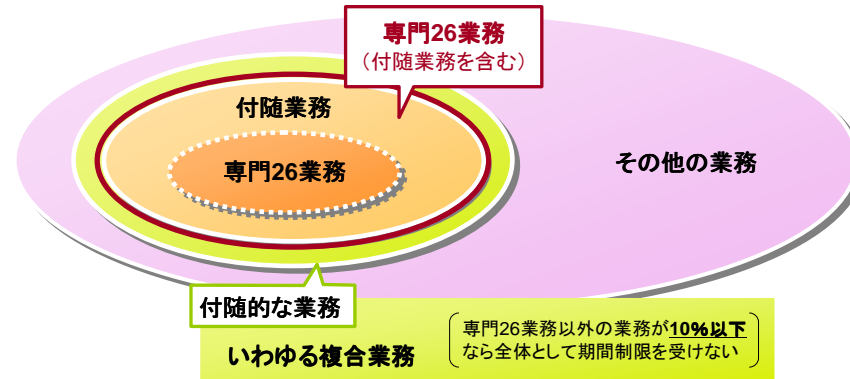 専門26業務
（付随業務を含む）
付随業務
専門26業務
その他の業務
付随的な業務
いわゆる複合業務
専門26業務以外の業務が10％以下
なら全体として期間制限を受けない